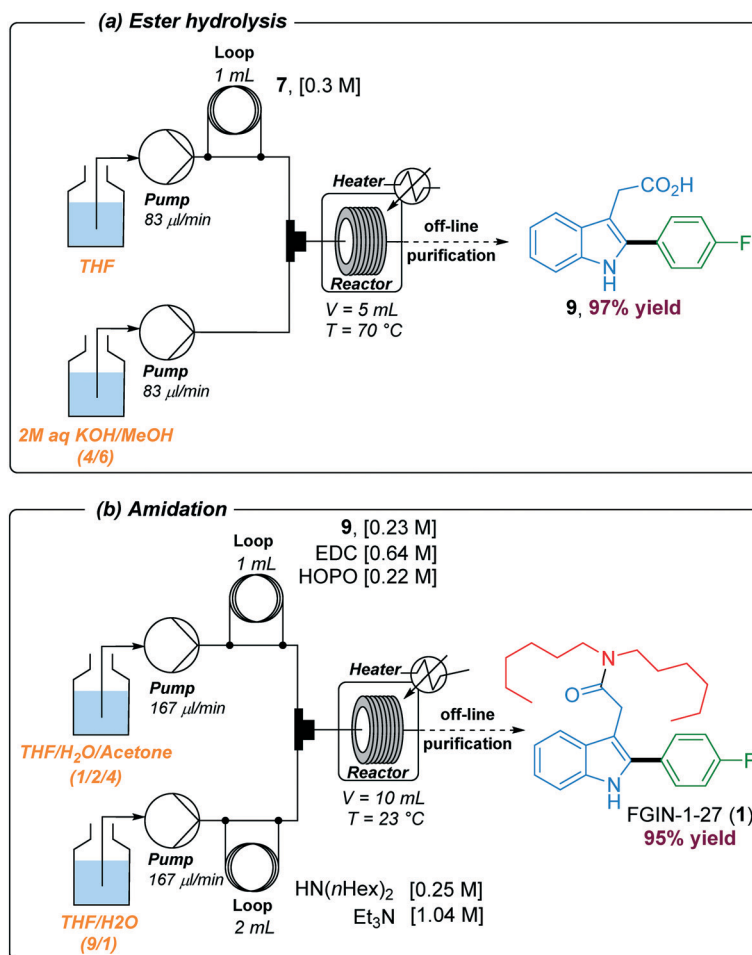 (a) Ester hydrolysis
Loop
1 mL
7, [0.3 M]
Pump
83 µl/min
THF
Heater
Reactor
V = 5 mL
T = 70 °C
off-line
purification
CO2H
N
H
F
9, 97% yield
Pump
83 µl/min
2M aq KOH/MeOH
(4/6)
(b) Amidation
9, [0.23 M]
EDC [0.64 M]
HOPO [0.22 M]
Loop
1 mL
Pump
167 µl/min
THF/H2O/Acetone
(1/2/4)
Heater
Reactor
V = 10 mL
T = 23 °C
off-line
purification
N
O
N
H
F
FGIN-1-27 (1)
95% yield
Pump
167 µl/min
THF/H2O
(9/1)
Loop
2 mL
HN(nHex)2 [0.25 M]
Et3N [1.04 M]